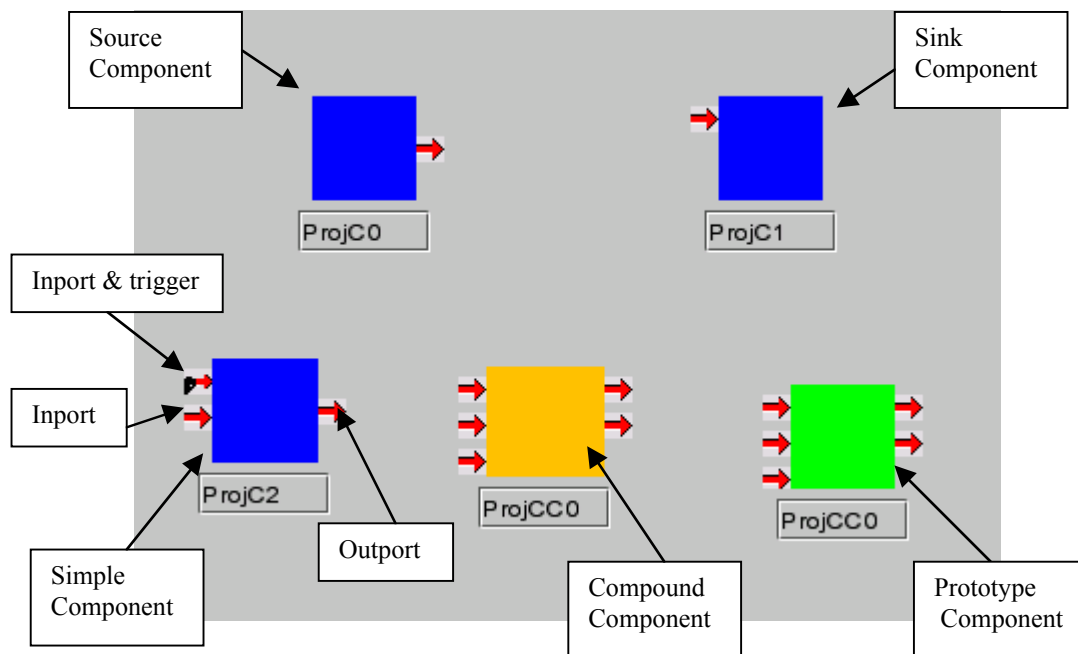 Source
Component
Sink
Component
ProjC0
ProjC1
Inport & trigger
Inport
ProjC2
ProjCC0
ProjCC0
Outport
Simple
Component
Compound
Component
Prototype
Component